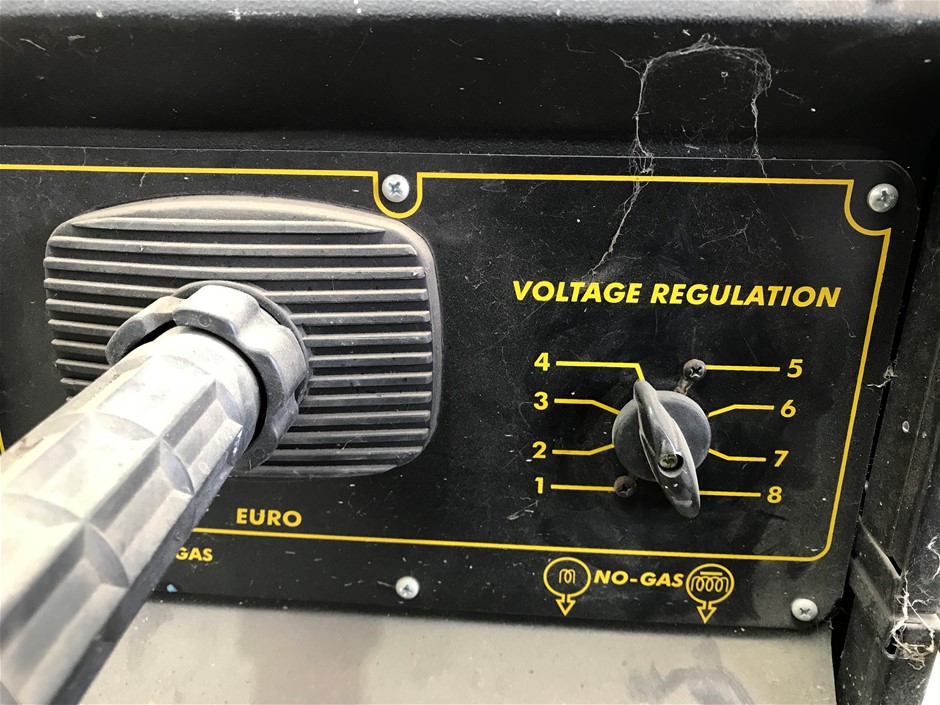 VOLTAGE REGULATION
4 5
3 6
2 7
1 8
EURO
GAS
NO-GAS